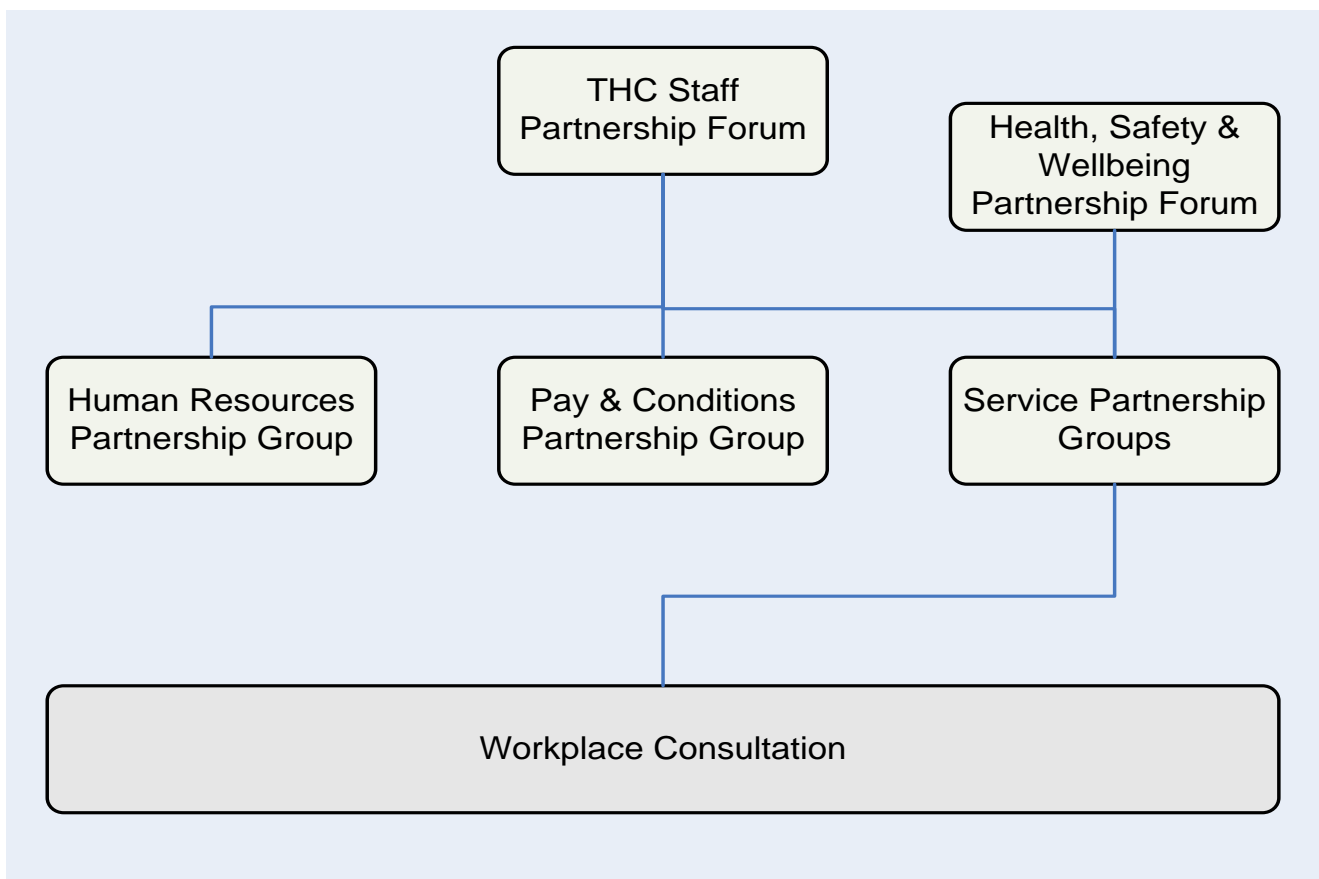 THC Staff
Partnership Forum
Health, Safety &
Wellbeing
Partnership Forum
Human Resources
Partnership Group
Pay & Conditions
Partnership Group
Service Partnership
Groups
Workplace Consultation